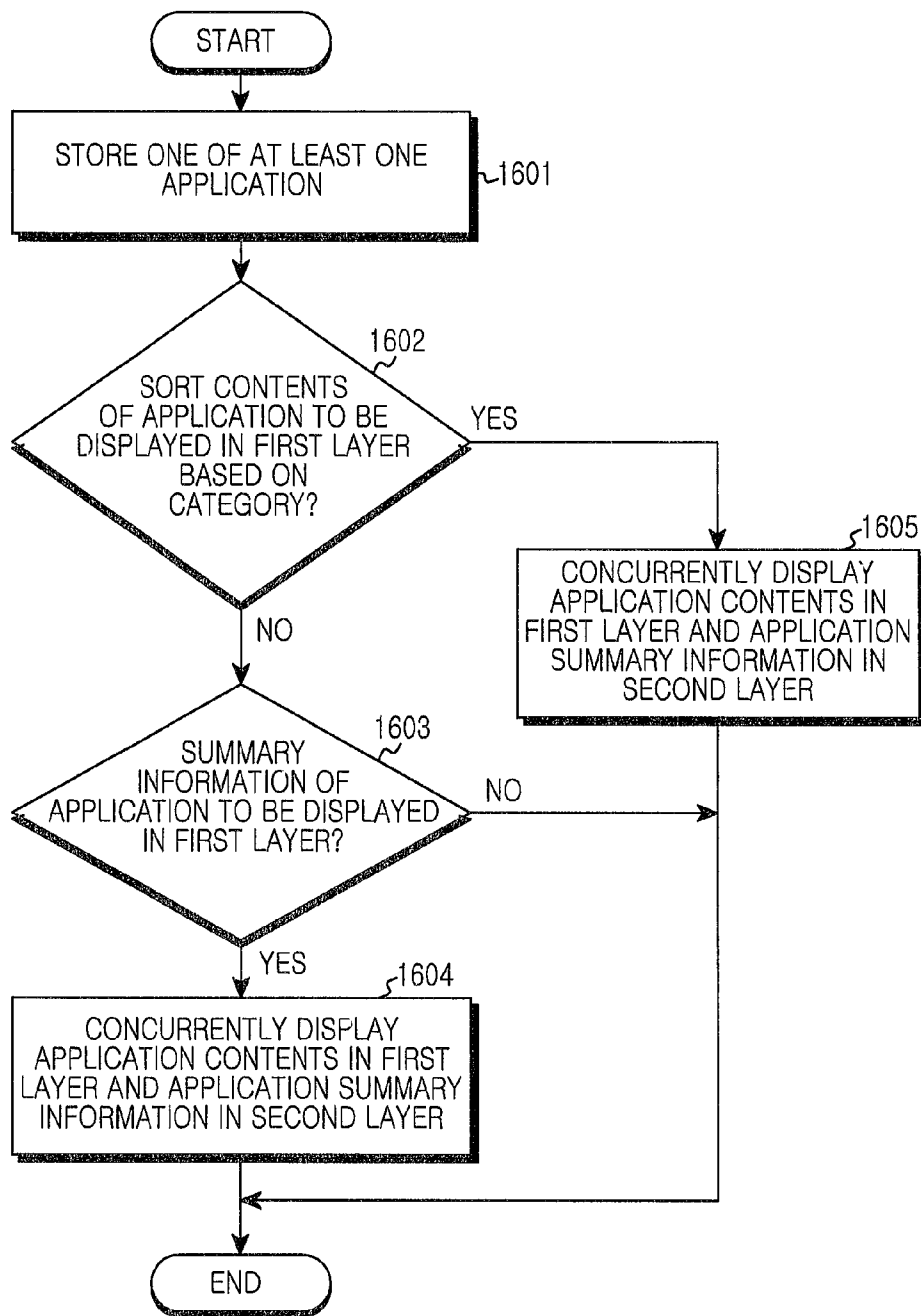 START
STORE ONE OF AT LEAST ONE
APPLICATION
1601
1602
SORT CONTENTS
OF APPLICATION TO BE
DISPLAYED IN FIRST LAYER
BASED ON
CATEGORY?
YES
NO
1605
CONCURRENTLY DISPLAY
APPLICATION CONTENTS IN
FIRST LAYER AND APPLICATION
SUMMARY INFORMATION IN
SECOND LAYER
1603
SUMMARY
INFORMATION OF
APPLICATION TO BE DISPLAYED
IN FIRST LAYER?
NO
YES
1604
CONCURRENTLY DISPLAY
APPLICATION CONTENTS IN FIRST
LAYER AND APPLICATION SUMMARY
INFORMATION IN SECOND LAYER
END